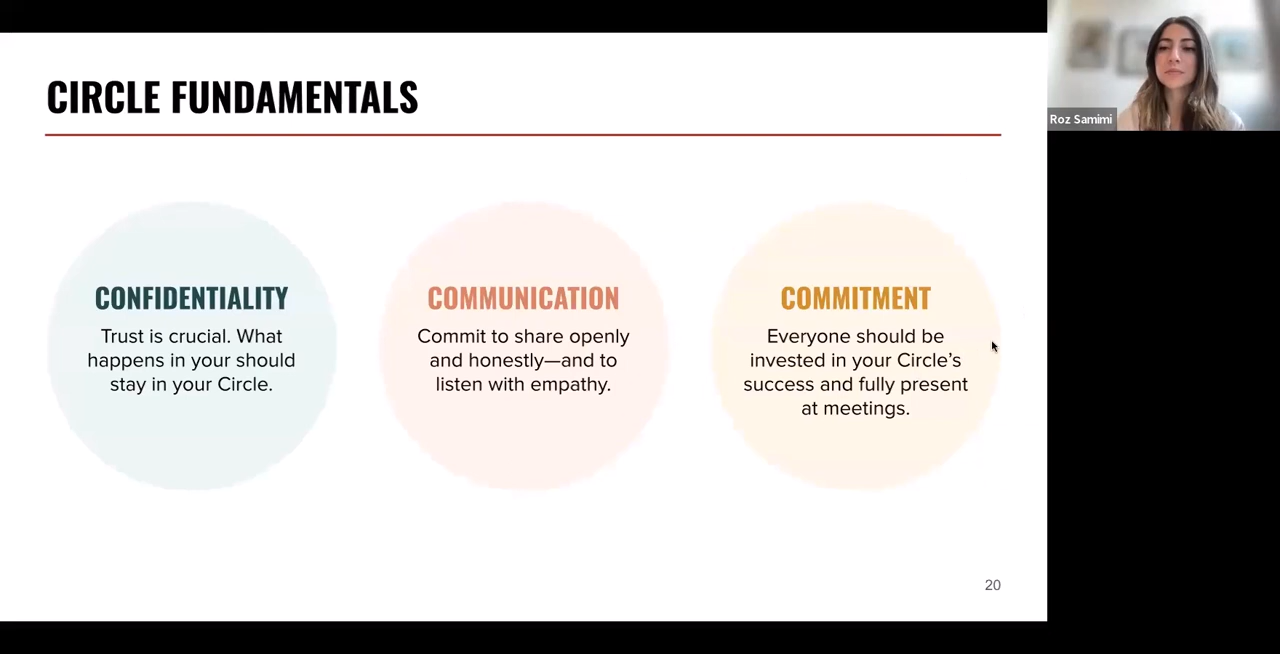 CIRCLE FUNDAMENTALS
Roz Samimi
CONFIDENTIALITY
Trust is crucial. What
happens in your should
stay in your Circle.
COMMUNICATION
Commit to share openly
and honestly—and to
listen with empathy.
COMMITMENT
Everyone should be
invested in your Circle’s
success and fully present
at meetings.
20